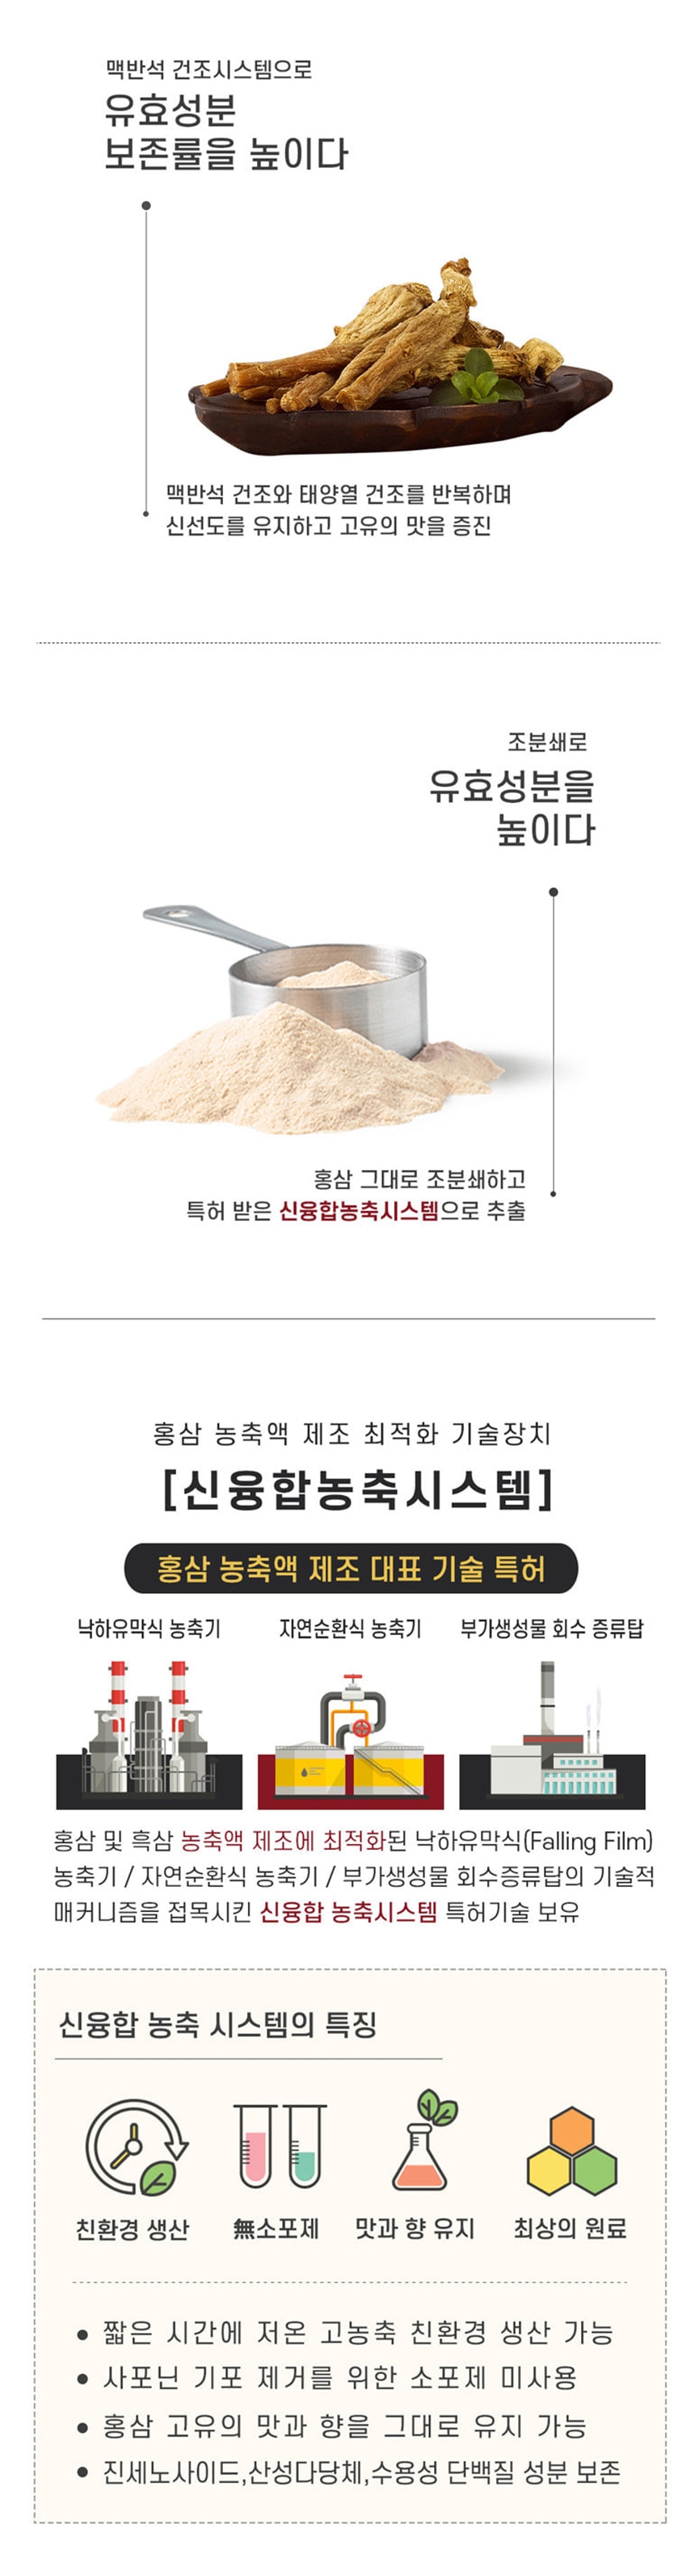 맥반석 건조시스템으로
유효성분
보존률을 높이다
맥반석 건조와 태양열 건조를 반복하며
신선도를 유지하고 고유의 맛을 증진
조분쇄로
유효성분을
높이다
홍삼 그대로 조분쇄하고
특허 받은 신융합농축시스템으로 추출
홍삼 농축액 제조 최적화 기술장치
[신융합농축시스템]
홍삼 농축액 제조 대표 기술 특허
낙하유막식 농축기 자연순환식 농축기 부가생성물 회수 증류탑
홍삼 및 흑삼 농축액 제조에 최적화된 낙하유막식(Falling Film)
농축기 / 자연순환식 농축기 / 부가생성물 회수증류탑의 기술적
매커니즘을 접목시킨 신융합 농축시스템 특허기술 보유
신융합 농축 시스템의 특징
친환경 생산 無소포제 맛과 향 유지 최상의 원료
• 짧은 시간에 저온 고농축 친환경 생산 가능
• 사포닌 기포 제거를 위한 소포제 미사용
• 홍삼 고유의 맛과 향을 그대로 유지 가능
• 진세노사이드,산성다당체,수용성 단백질 성분 보존